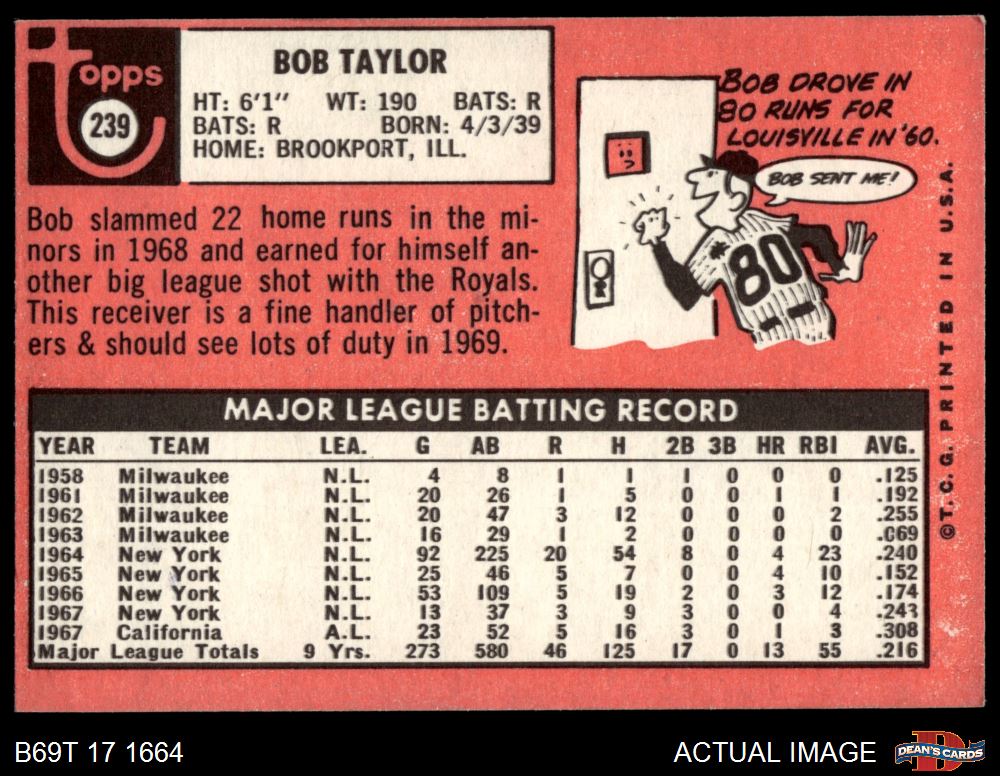 topps
239
BOB TAYLOR
HT: 6'1" WT: 190 BATS: R
BATS: R BORN: 4/3/39
HOME: BROOKPORT, ILL.
BOB DROVE IN
80 RUNS FOR
LOUISVILLE IN '60.
BOB SENT ME!
80
Bob slammed 22 home runs in the mi-
nors in 1968 and earned for himself an-
other big league shot with the Royals.
This receiver is a fine handler of pitch-
ers & should see lots of duty in 1969.
©T. C. G. PRINTED IN U.S.A.
MAJOR LEAGUE BATTING RECORD
YEAR TEAM LEA. G AB R H 2B 3B HR RBI AVG.
1958 Milwaukee N.L. 4 8 1 1 1 0 0 0 .125
1961 Milwaukee N.L. 20 26 1 5 0 0 1 1 .192
1962 Milwaukee N.L. 20 47 3 12 0 0 0 2 .255
1963 Milwaukee N.L. 16 29 1 2 0 0 0 0 .069
1964 New York N.L. 92 225 20 54 8 0 4 23 .240
1965 New York N.L. 25 46 5 7 0 0 4 10 .152
1966 New York N.L. 53 109 5 19 2 0 3 12 .174
1967 New York N.L. 13 37 3 9 3 0 0 4 .243
1967 California A.L. 23 52 5 16 3 0 1 3 .308
Major League Totals 9 Yrs. 273 580 46 125 17 0 13 55 .216
B69T 17 1664
ACTUAL IMAGE
DEAN'S CARDS